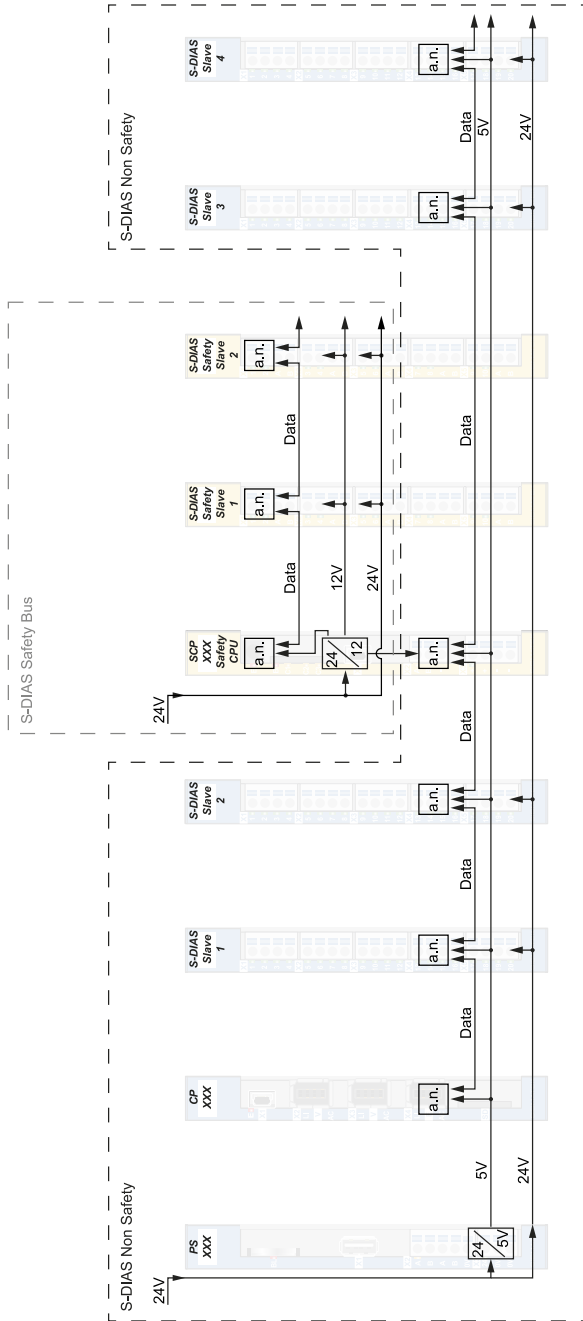 S-DIAS Safety Bus
S-DIAS Non Safety
S-DIAS Non Safety
24V
24V
PS
XXX
CP
XXX
S-DIAS
Slave
1
S-DIAS
Slave
2
SCP
XXX
Safety
CPU
S-DIAS
Safety
Slave
1
S-DIAS
Safety
Slave
2
S-DIAS
Slave
3
S-DIAS
Slave
4
a.n.
a.n.
a.n.
Data
Data
24
12
12V
24V
a.n.
a.n.
a.n.
a.n.
a.n.
a.n.
Data
Data
Data
Data
Data
24
5V
5V
5V
24V
24V